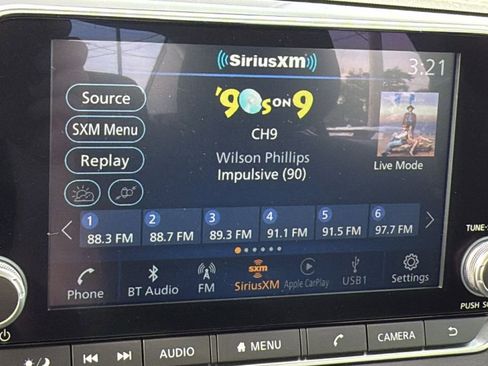 SiriusXm
3:21
Source
'90s ON 9
SXM Menu
CH9
Replay
Wilson Phillips
Impulsive (90)
Live Mode
1 2 3 4 5 6
88.3 FM 88.7 FM 89.3 FM 91.1 FM 91.5 FM 97.7 FM
sxm
Phone BT Audio FM SiriusXM Apple CarPlay USB1 Settings
TUNE
PUSH
AUDIO MENU CAMERA